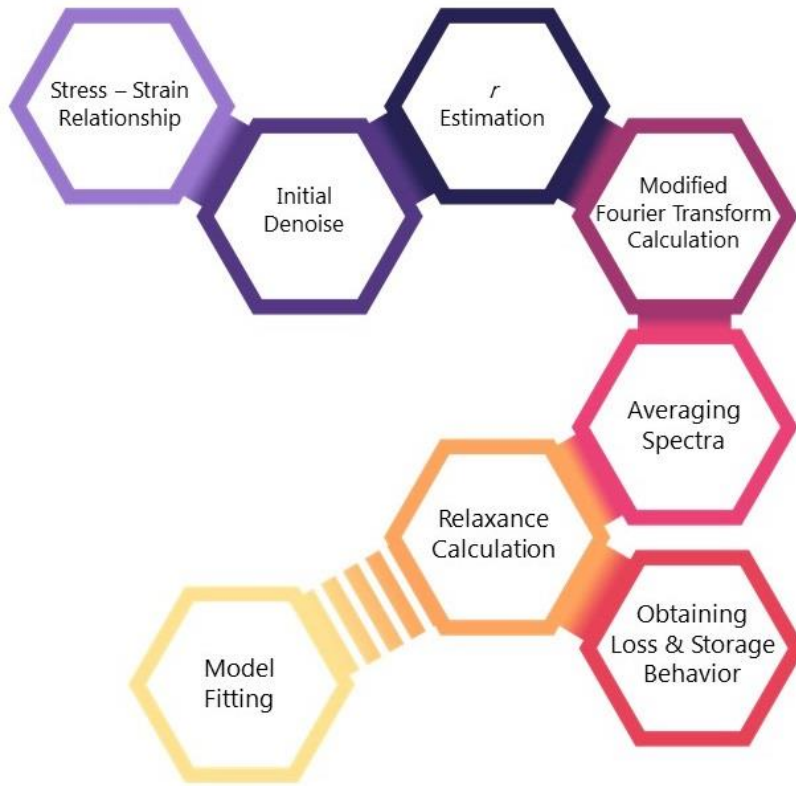 Stress – Strain
Relationship
Initial
Denoise
r
Estimation
Modified
Fourier Transform
Calculation
Averaging
Spectra
Relaxance
Calculation
Obtaining
Loss & Storage
Behavior
Model
Fitting